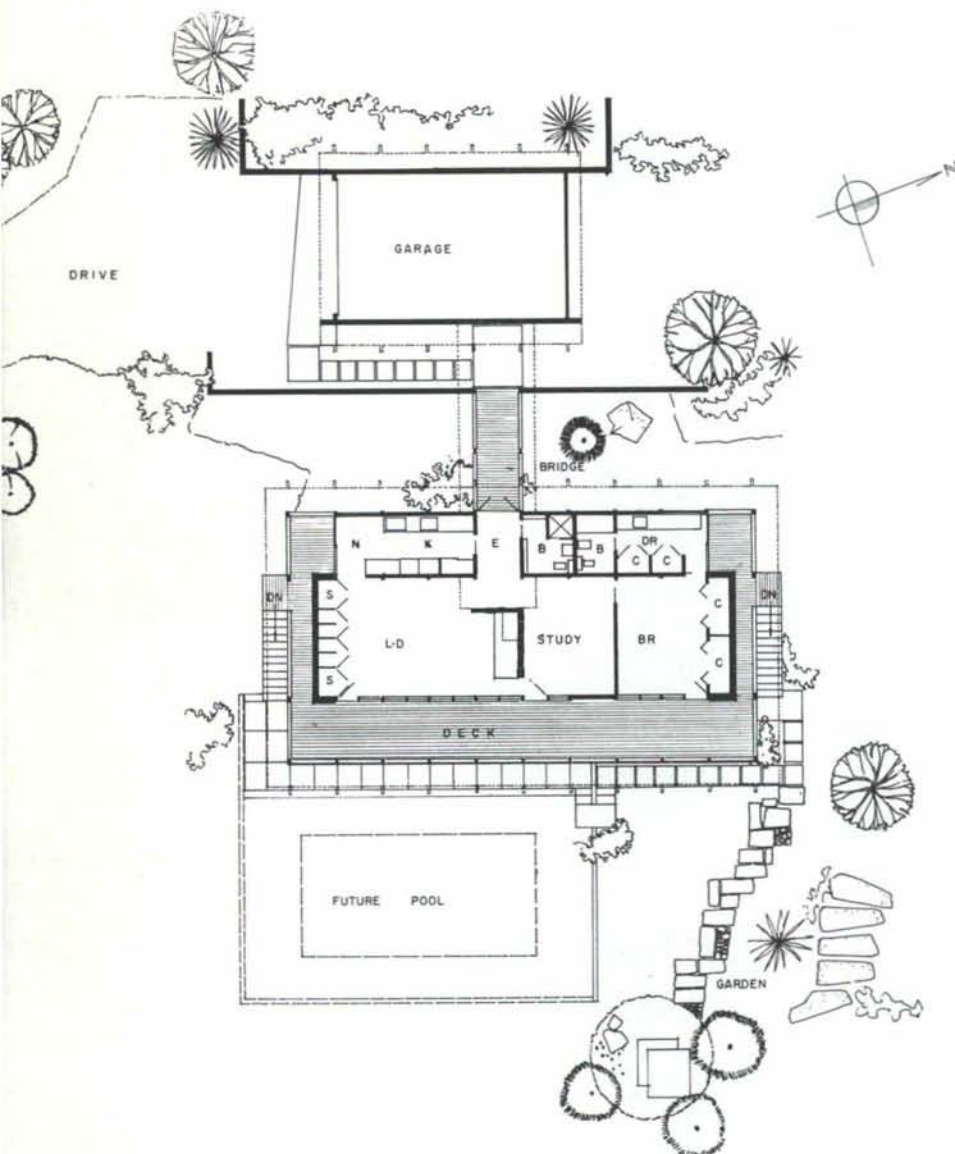 N
GARAGE
DRIVE
BRIDGE
N K E B B DR
C C
DN S C DN
L-D STUDY BR
S C
DECK
FUTURE POOL
GARDEN